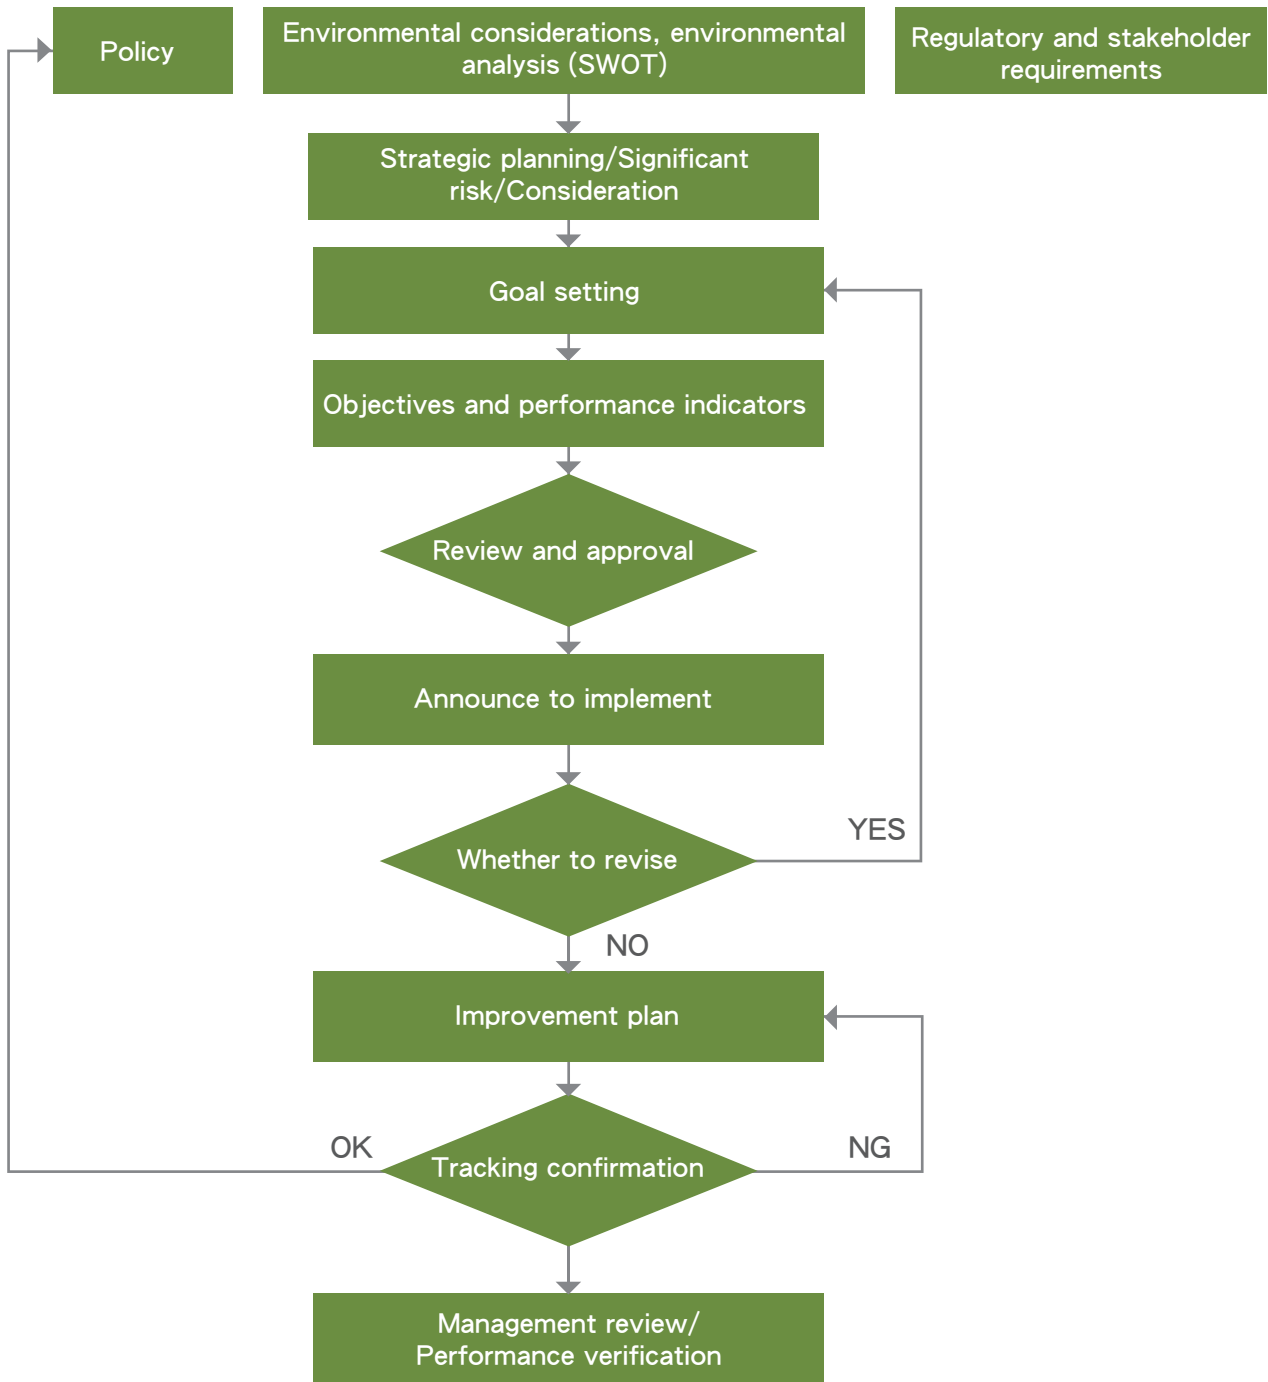 Policy
Environmental considerations, environmental
analysis (SWOT)
Regulatory and stakeholder
requirements
Strategic planning/Significant
risk/Consideration
Goal setting
Objectives and performance indicators
Review and approval
Announce to implement
YES
Whether to revise
NO
Improvement plan
OK
NG
Tracking confirmation
Management review/
Performance verification